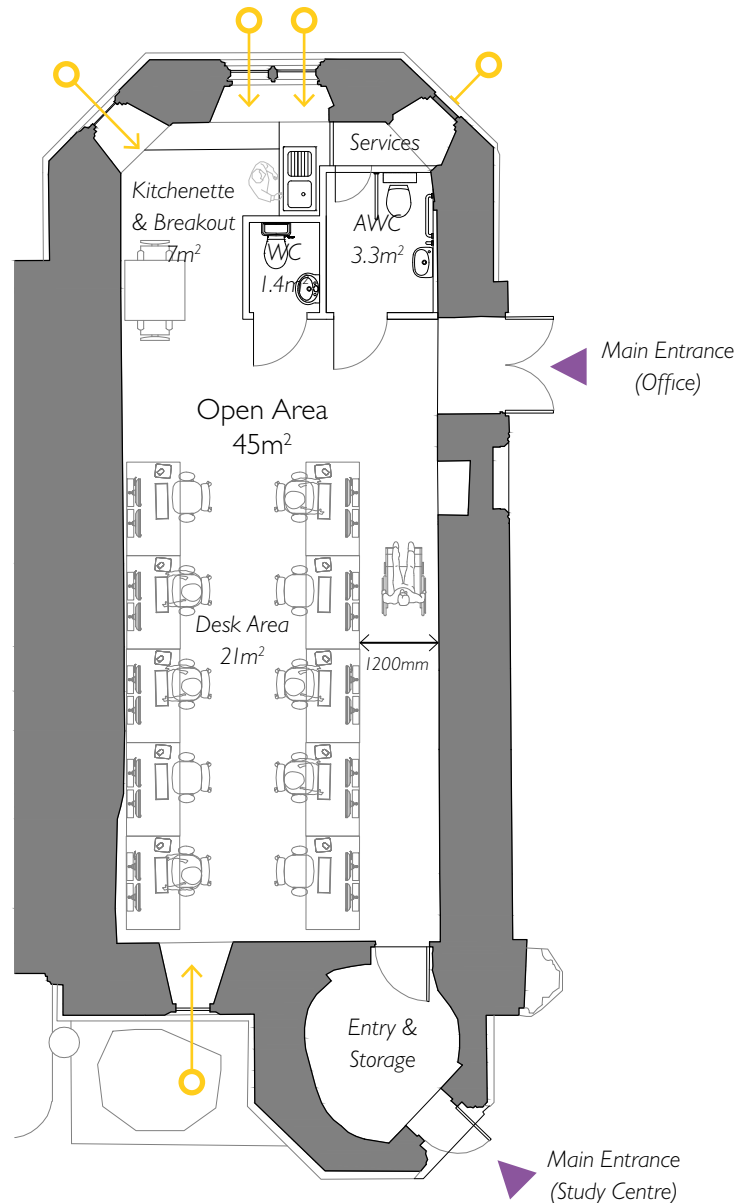 Services
Kitchenette
& Breakout
7m²
AWC
3.3m²
WC
1.4m²
Main Entrance
(Office)
Open Area
45m²
Desk Area
21m²
1200mm
Entry &
Storage
Main Entrance
(Study Centre)